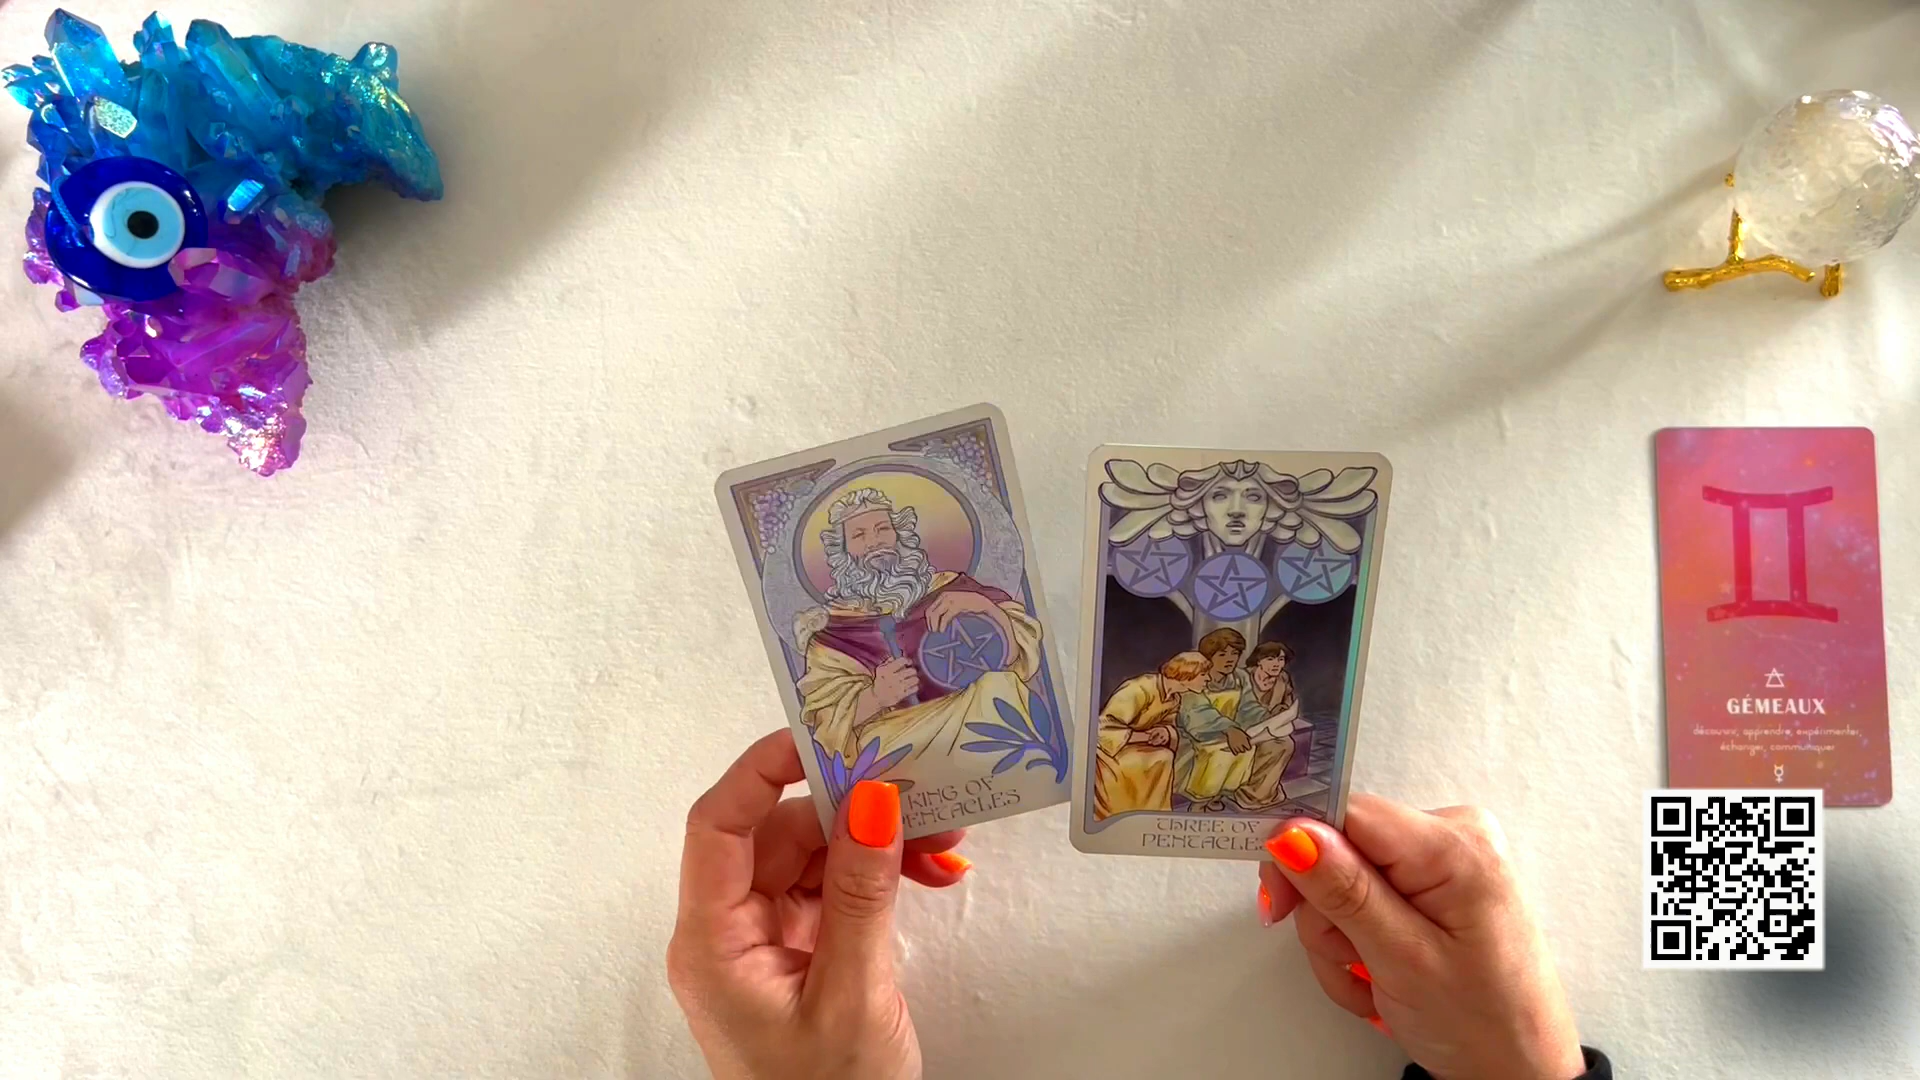 KING OF
PENTACLES
THREE OF
PENTACLES
GÉMEAUX
découvrir, apprendre, expérimenter,
échanger, communiquer